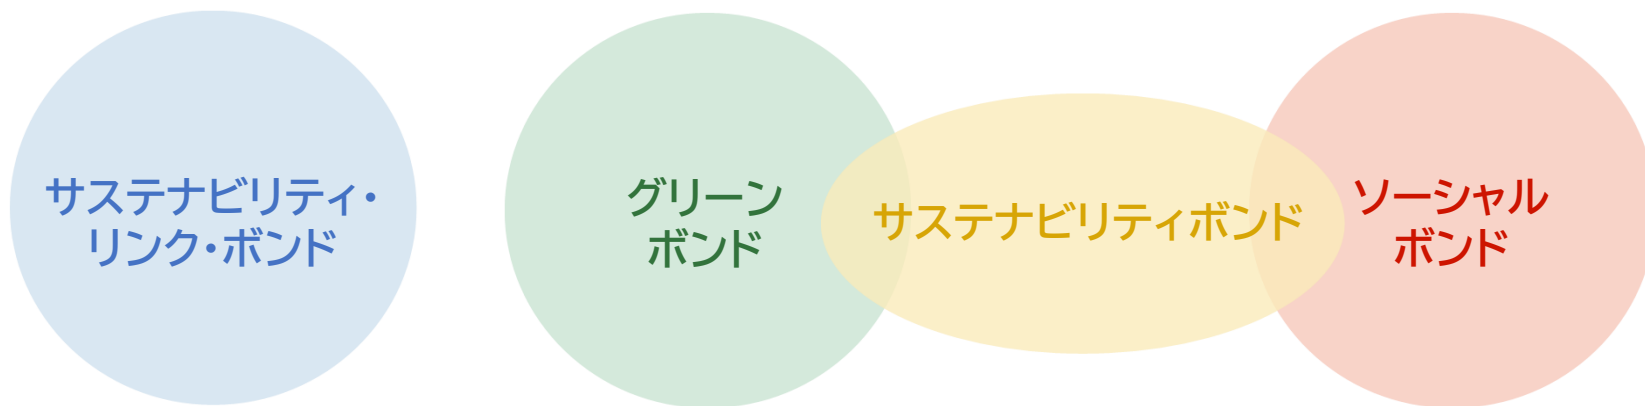 サステナビリティ・
リンク・ボンド
グリーン
ボンド
サステナビリティボンド
ソーシャル
ボンド